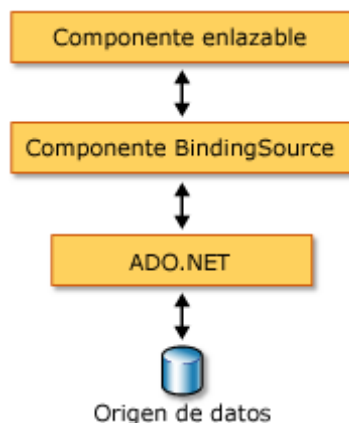 Componente enlazable
Componente BindingSource
ADO.NET
Origen de datos